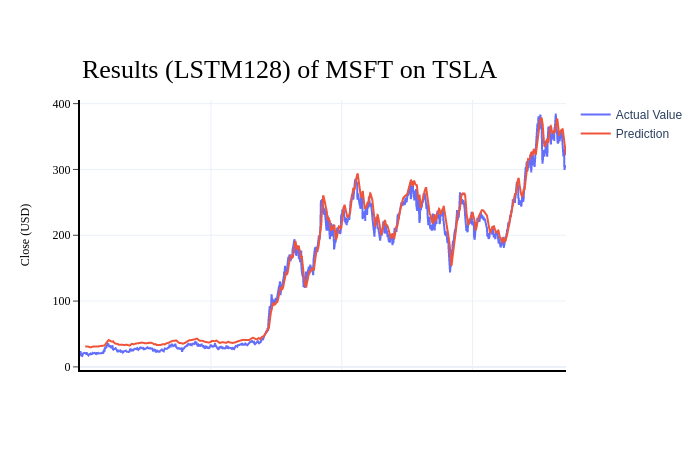 Results (LSTM128) of MSFT on TSLA
400
300
200
100
0
Close (USD)
Actual Value
Prediction